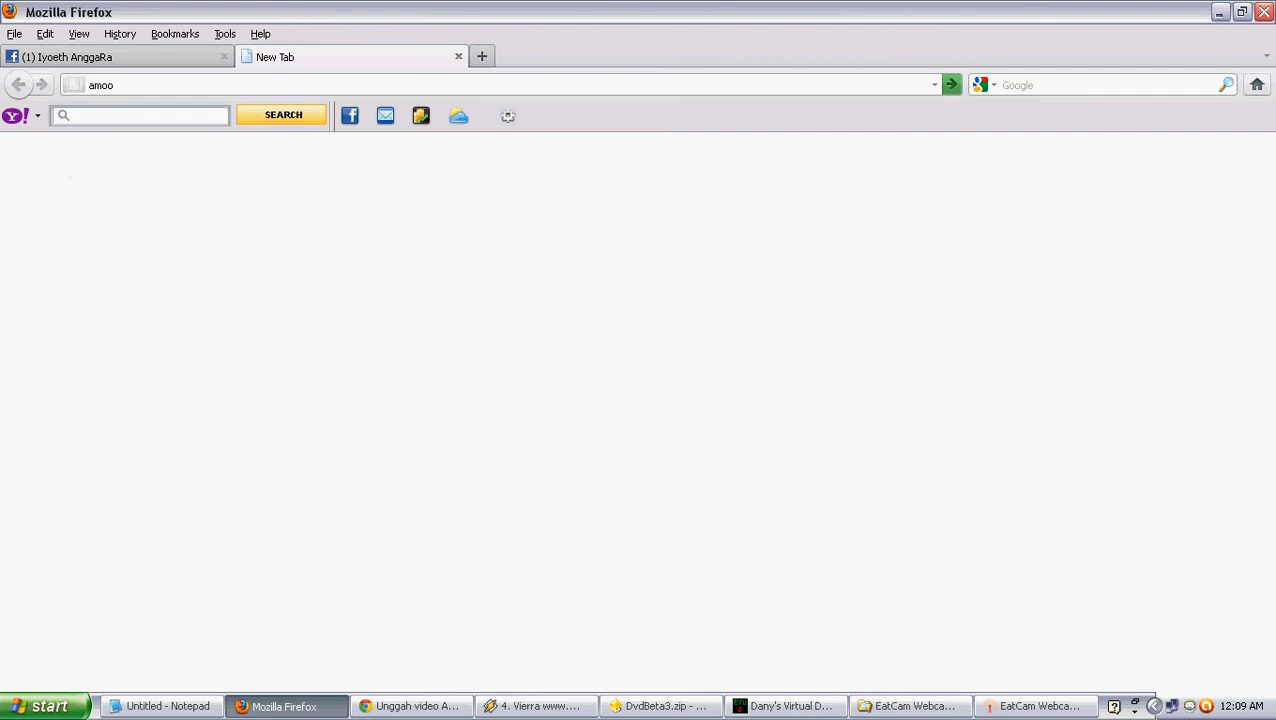 Mozilla Firefox
File Edit View History Bookmarks Tools Help
(1) Iyoeth AnggaRa New Tab
amoo Google
Y! SEARCH
start Untitled - Notepad Mozilla Firefox Unggah video A... 4. Vierra www.... DvdBeta3.zip - ... Dany's Virtual D... EatCam Webca... EatCam Webca... 12:09 AM